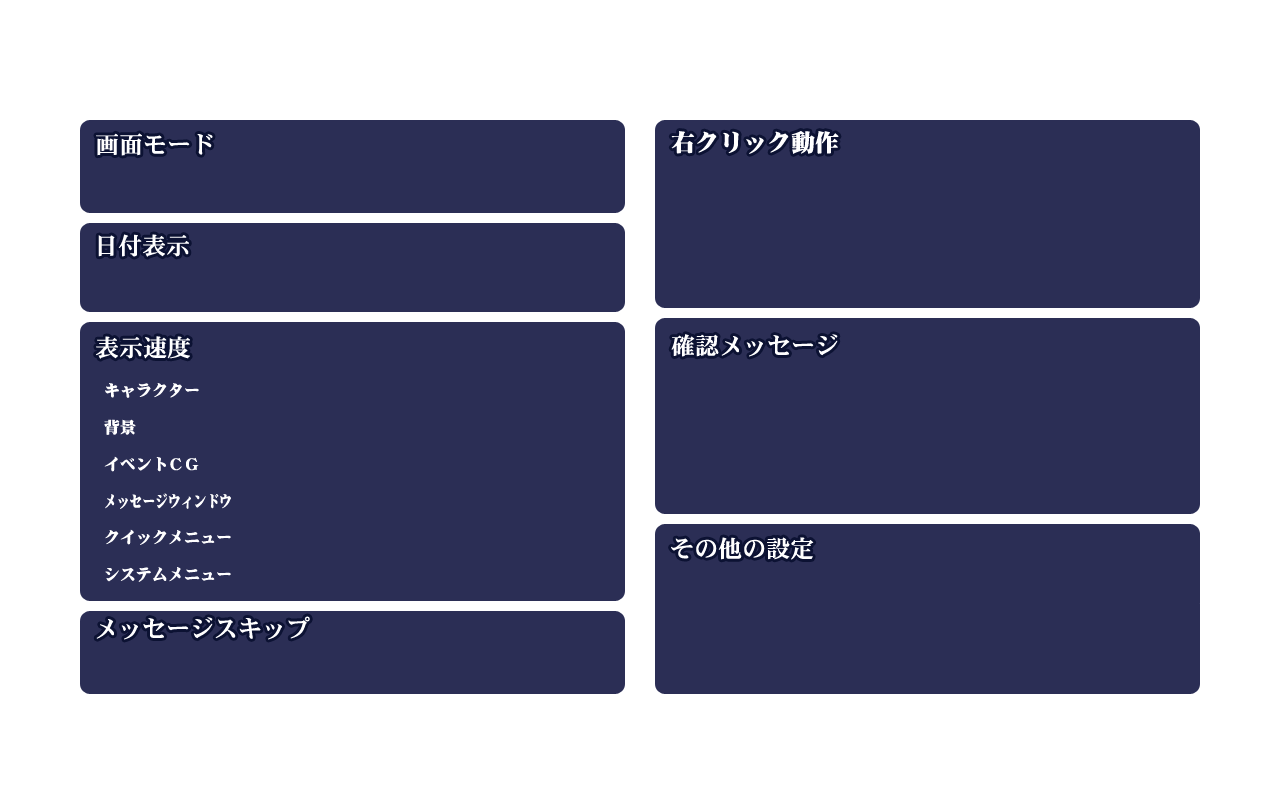 画面モード
日付表示
表示速度
キャラクター
背景
イベントＣＧ
メッセージウィンドウ
クイックメニュー
システムメニュー
メッセージスキップ
右クリック動作
確認メッセージ
その他の設定